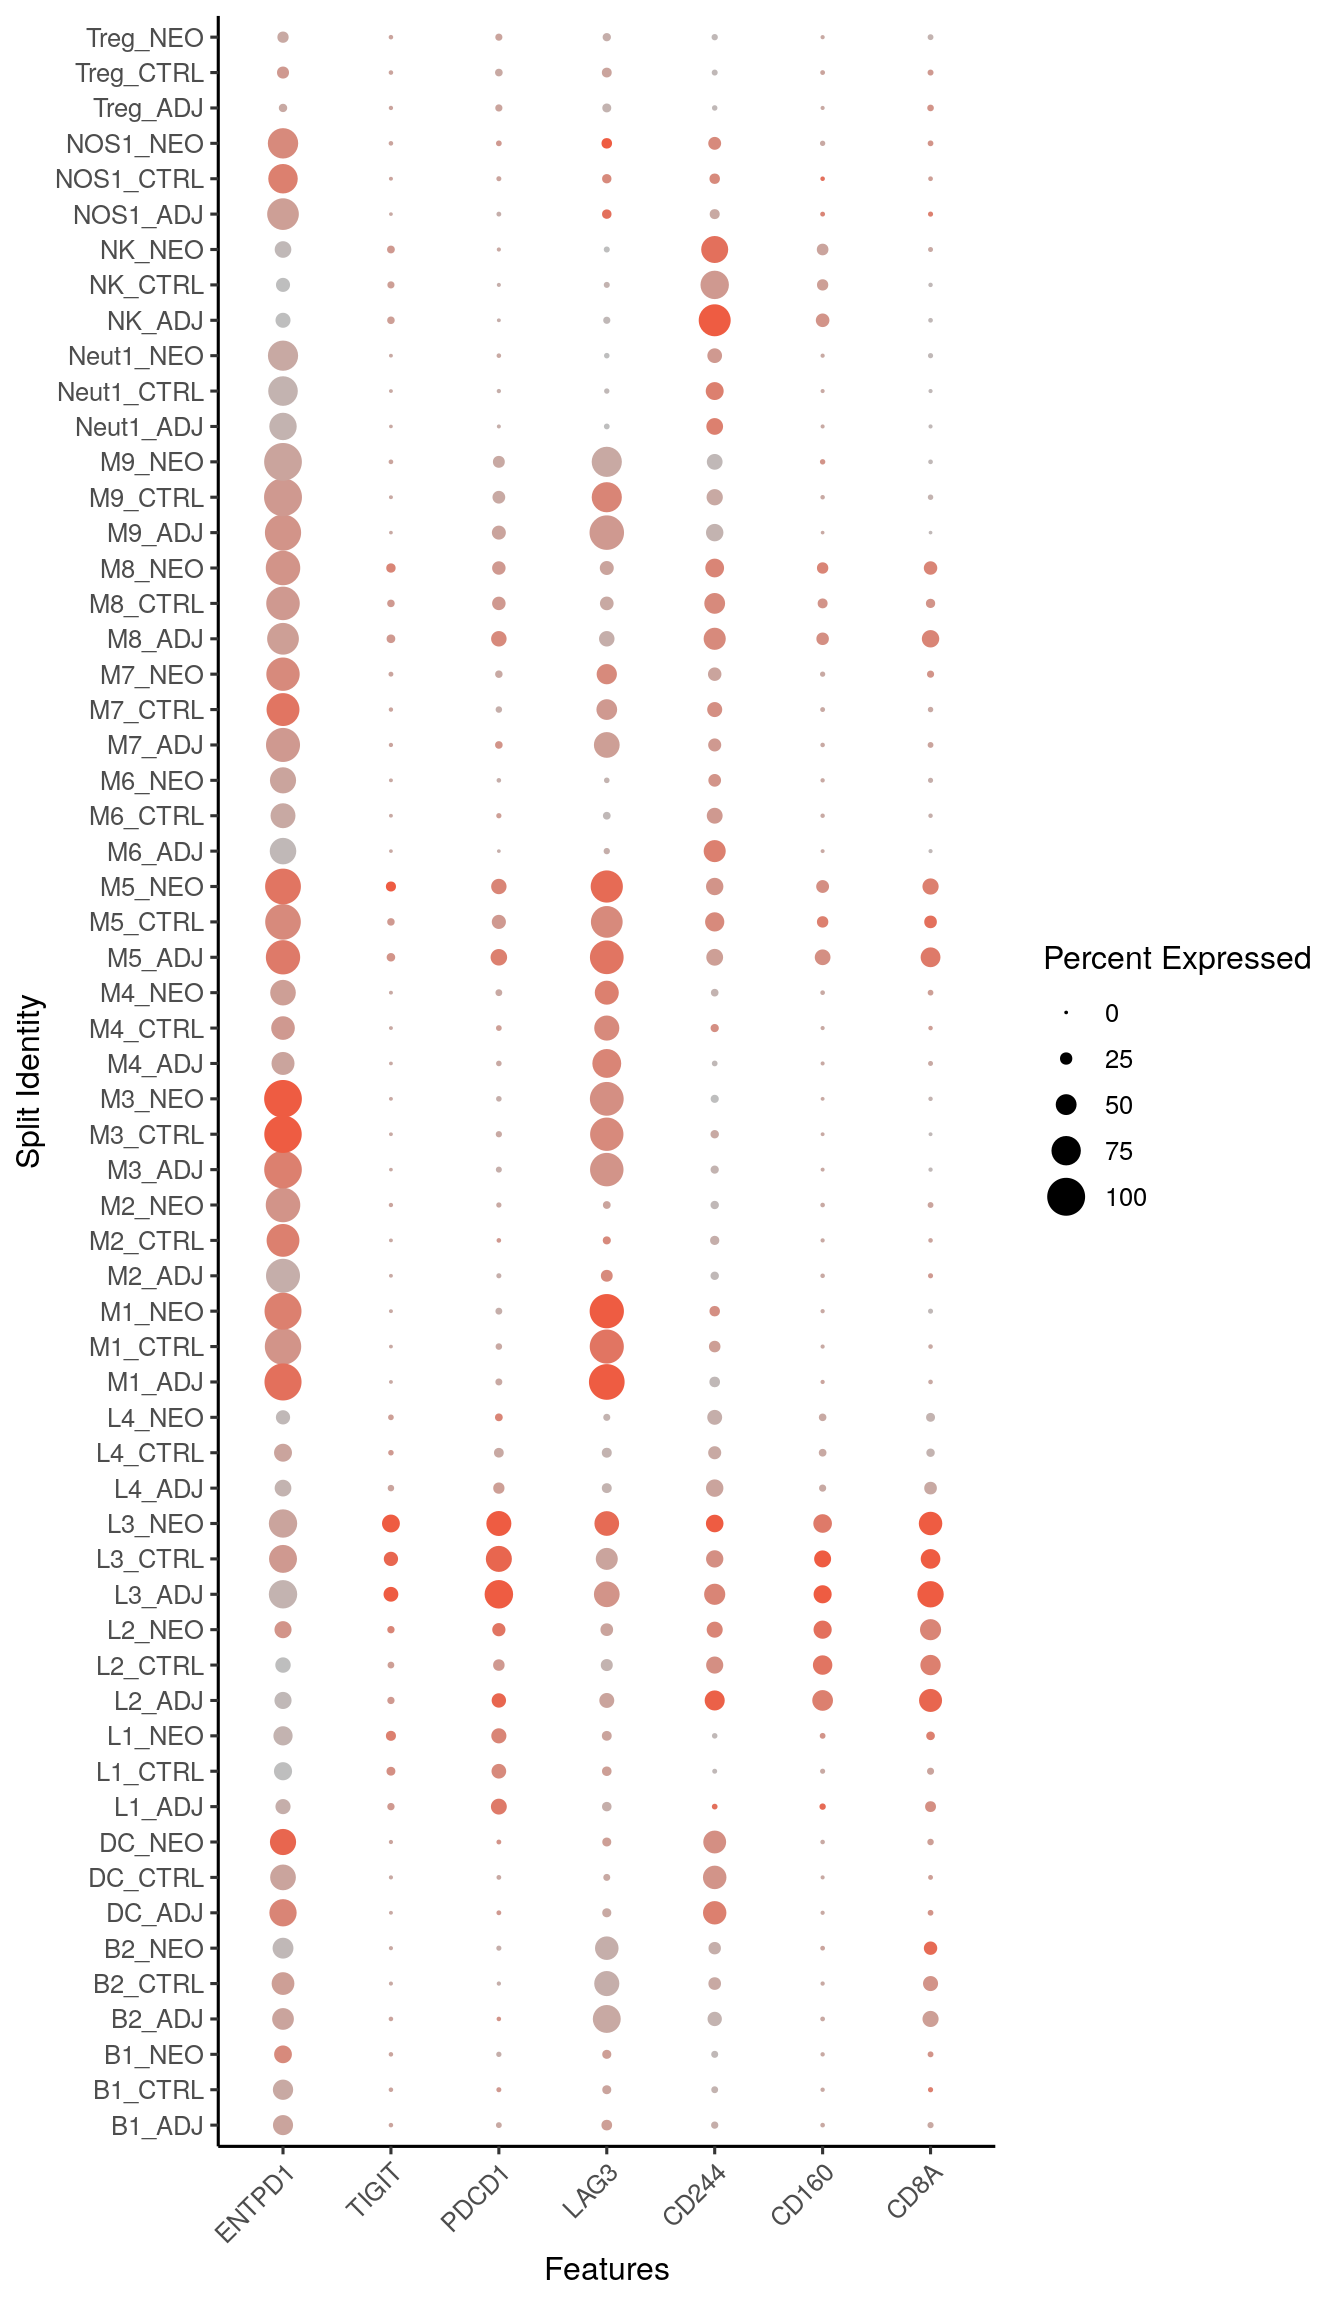 Treg_NEO
Treg_CTRL
Treg_ADJ
NOS1_NEO
NOS1_CTRL
NOS1_ADJ
NK_NEO
NK_CTRL
NK_ADJ
Neut1_NEO
Neut1_CTRL
Neut1_ADJ
M9_NEO
M9_CTRL
M9_ADJ
M8_NEO
M8_CTRL
M8_ADJ
M7_NEO
M7_CTRL
M7_ADJ
M6_NEO
M6_CTRL
M6_ADJ
M5_NEO
M5_CTRL
M5_ADJ
M4_NEO
M4_CTRL
M4_ADJ
M3_NEO
M3_CTRL
M3_ADJ
M2_NEO
M2_CTRL
M2_ADJ
M1_NEO
M1_CTRL
M1_ADJ
L4_NEO
L4_CTRL
L4_ADJ
L3_NEO
L3_CTRL
L3_ADJ
L2_NEO
L2_CTRL
L2_ADJ
L1_NEO
L1_CTRL
L1_ADJ
DC_NEO
DC_CTRL
DC_ADJ
B2_NEO
B2_CTRL
B2_ADJ
B1_NEO
B1_CTRL
B1_ADJ
Split Identity
ENTPD1
TIGIT
PDCD1
LAG3
CD244
CD160
CD8A
Features
Percent Expressed
0
25
50
75
100